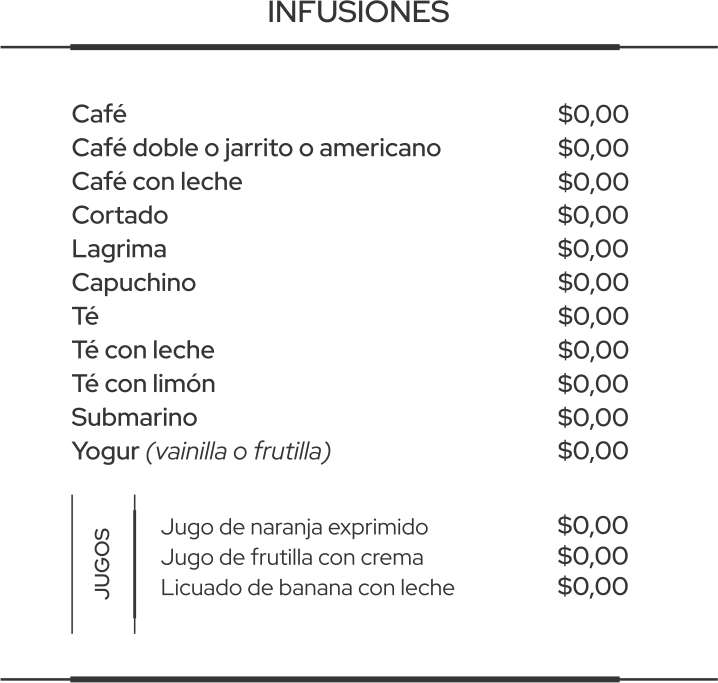 INFUSIONES
Café $0,00
Café doble o jarrito o americano $0,00
Café con leche $0,00
Cortado $0,00
Lagrima $0,00
Capuchino $0,00
Té $0,00
Té con leche $0,00
Té con limón $0,00
Submarino $0,00
Yogur (vainilla o frutilla) $0,00
JUGOS
Jugo de naranja exprimido $0,00
Jugo de frutilla con crema $0,00
Licuado de banana con leche $0,00